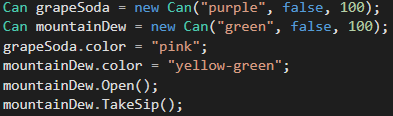 Can grapeSoda = new Can("purple", false, 100);
Can mountainDew = new Can("green", false, 100);
grapeSoda.color = "pink";
mountainDew.color = "yellow-green";
mountainDew.Open();
mountainDew.TakeSip();